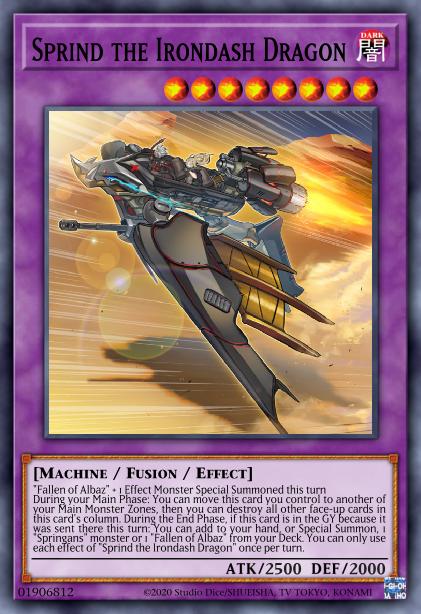 SPRIND THE IRONDASH DRAGON
DARK
闇
[MACHINE / FUSION / EFFECT]
"Fallen of Albaz" + 1 Effect Monster Special Summoned this turn
During your Main Phase: You can move this card you control to another of
your Main Monster Zones, then you can destroy all other face-up cards in
this card's column. During the End Phase, if this card is in the GY because it
was sent there this turn: You can add to your hand, or Special Summon, 1
"Springans" monster or 1 "Fallen of Albaz" from your Deck. You can only use
each effect of "Sprind the Irondash Dragon" once per turn.
ATK/2500 DEF/2000
01906812
©2020 Studio Dice/SHUEISHA, TV TOKYO, KONAMI